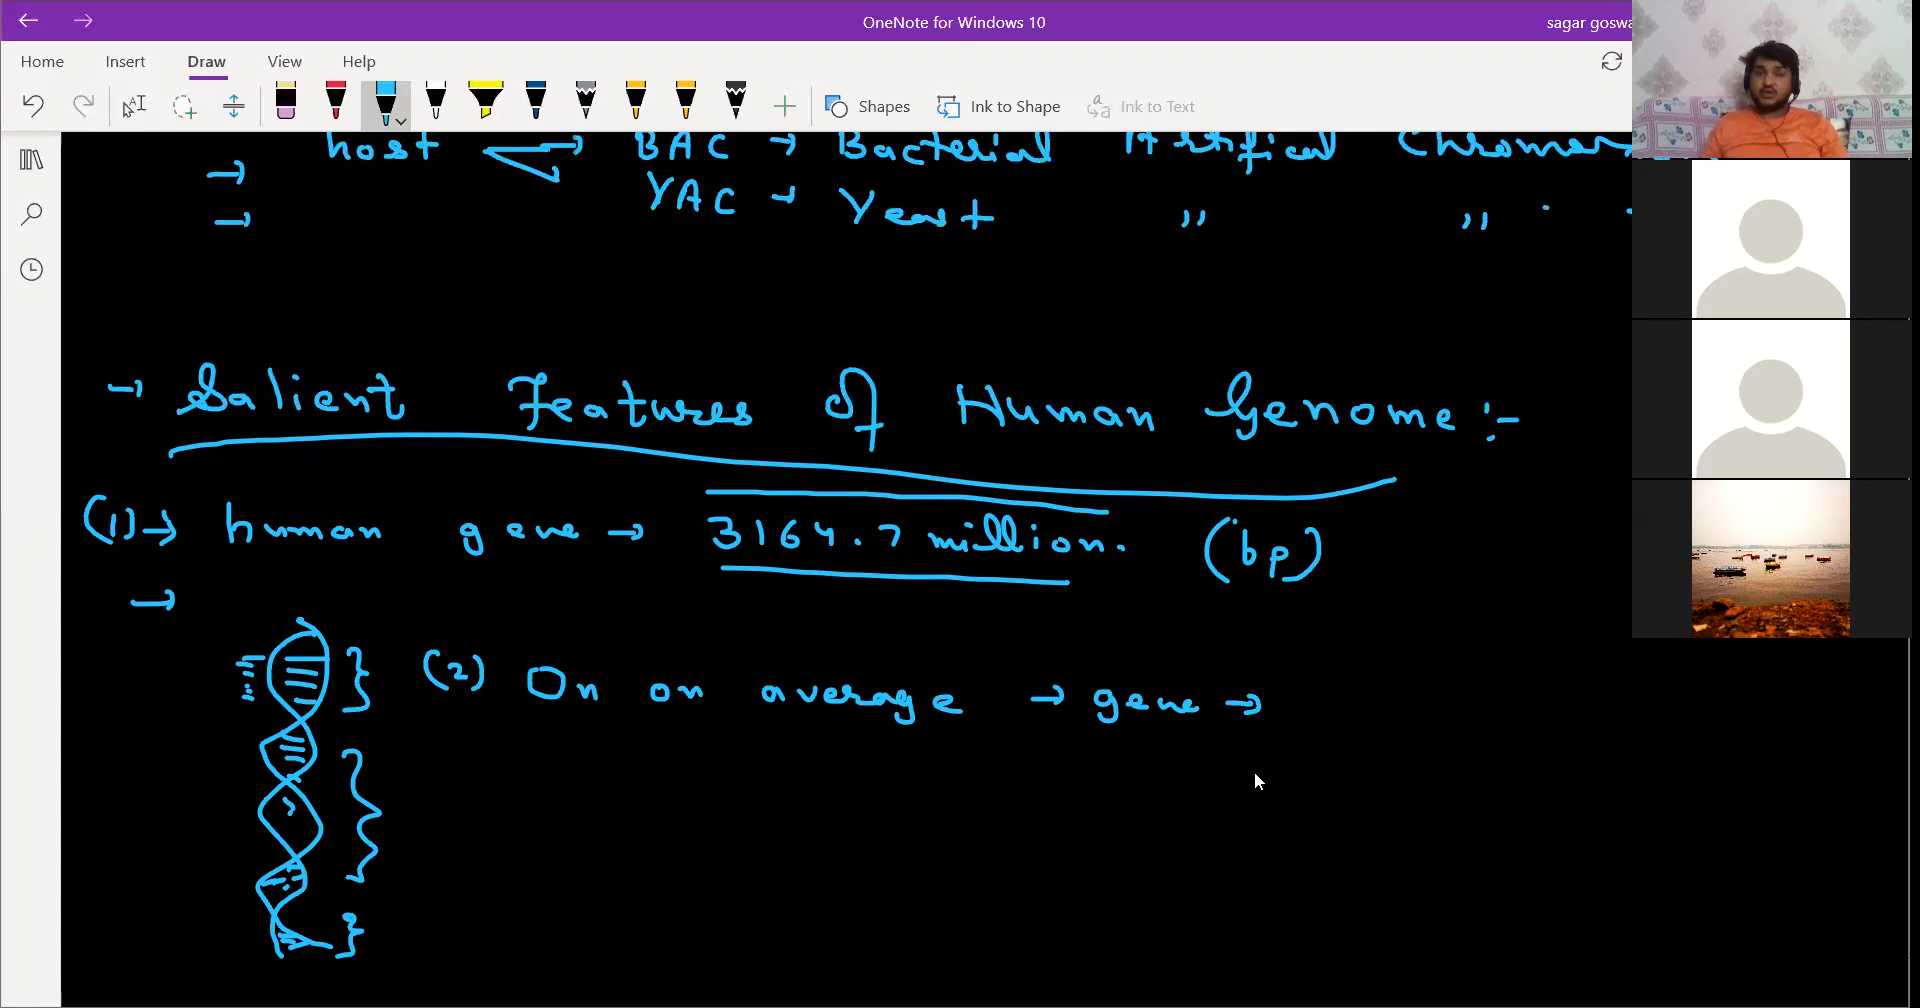 OneNote for Windows 10
sagar goswa
Home Insert Draw View Help
Shapes Ink to Shape Ink to Text
host BAC → Bacterial Artifical Chromo
→
YAC → Yeast " "
→
→ Salient Features of Human Genome :-
(1) → human gene → 3164.7 million. (bp)
→
(2) On on average → gene →